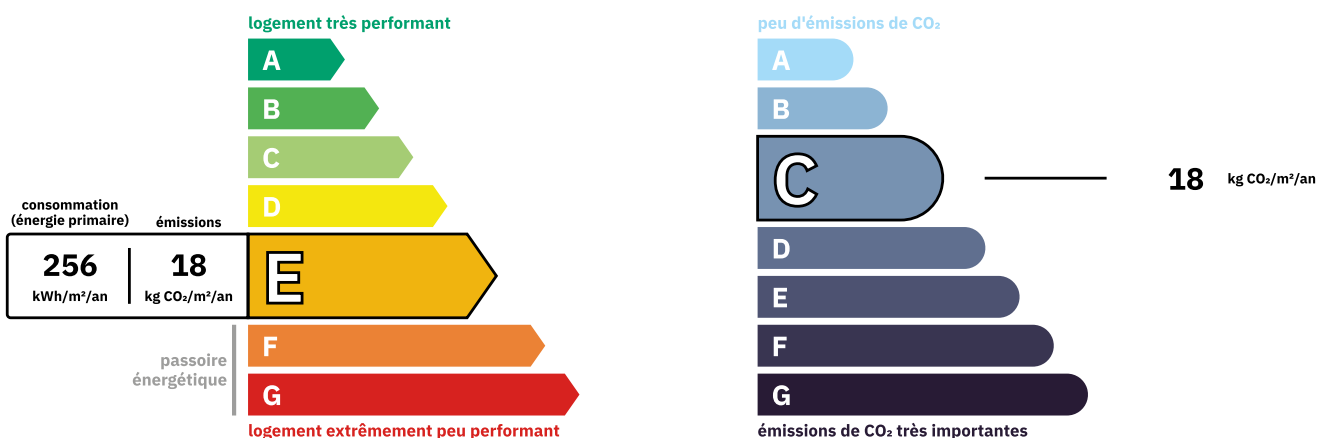 logement très performant
A
B
C
D
consommation
(énergie primaire)
émissions
256
kWh/m²/an
18
kg CO₂/m²/an
E
F
passoire
énergétique
G
logement extrêmement peu performant
peu d'émissions de CO₂
A
B
C
18
kg CO₂/m²/an
D
E
F
G
émissions de CO₂ très importantes